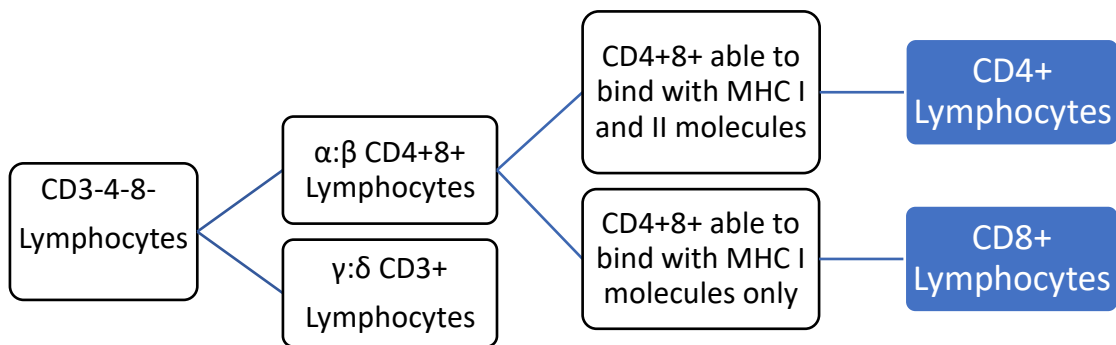 CD3-4-8-
Lymphocytes
α:β CD4+8+
Lymphocytes
γ:δ CD3+
Lymphocytes
CD4+8+ able to
bind with MHC I
and II molecules
CD4+8+ able to
bind with MHC I
molecules only
CD4+
Lymphocytes
CD8+
Lymphocytes